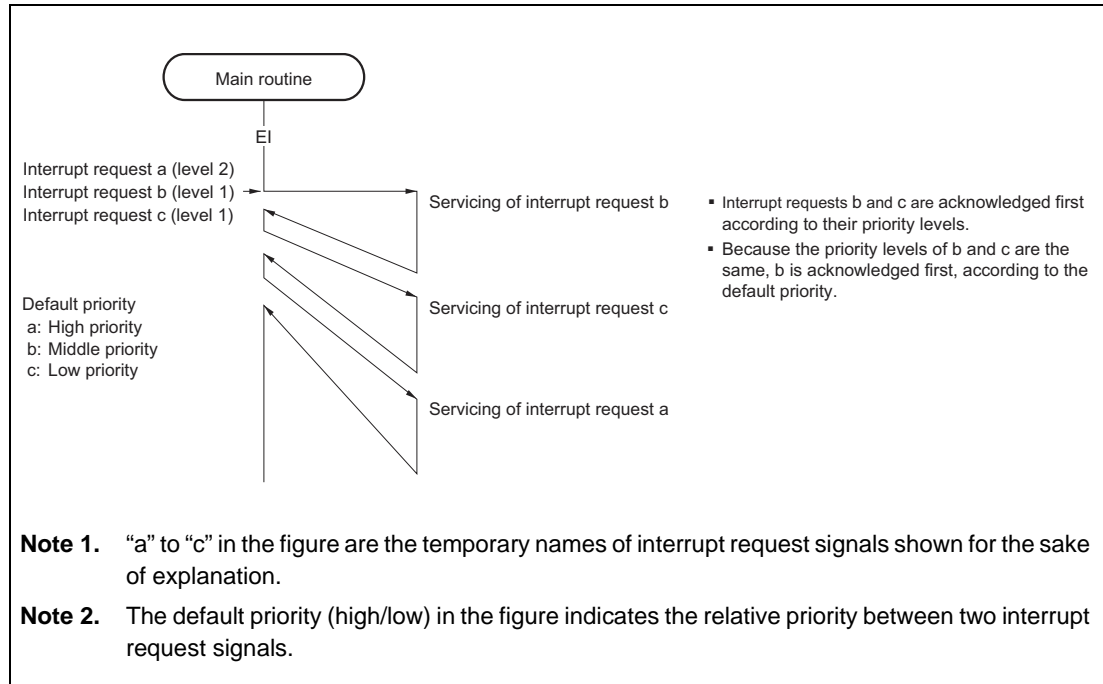 Main routine
EI
Interrupt request a (level 2)
Interrupt request b (level 1)
Interrupt request c (level 1)
Servicing of interrupt request b
▪ Interrupt requests b and c are acknowledged first
according to their priority levels.
▪ Because the priority levels of b and c are the
same, b is acknowledged first, according to the
default priority.
Default priority
a: High priority
b: Middle priority
c: Low priority
Servicing of interrupt request c
Servicing of interrupt request a
Note 1. “a” to “c” in the figure are the temporary names of interrupt request signals shown for the sake
of explanation.
Note 2. The default priority (high/low) in the figure indicates the relative priority between two interrupt
request signals.